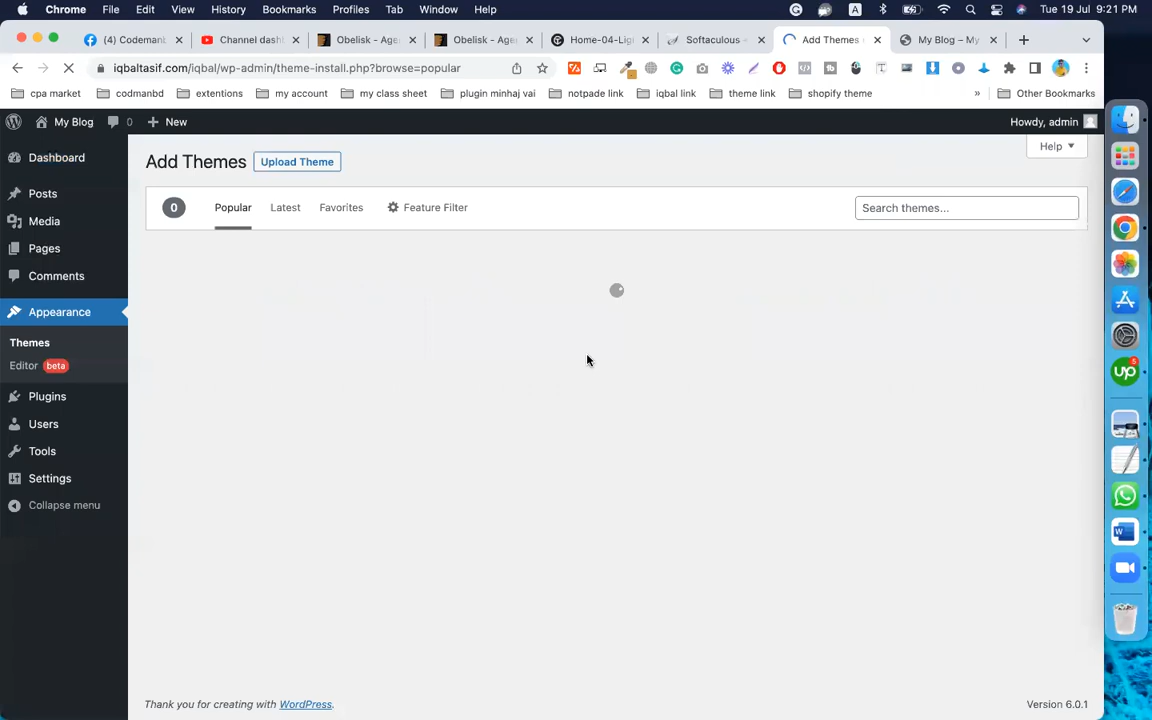 Chrome File Edit View History Bookmarks Profiles Tab Window Help A Tue 19 Jul 9:21 PM
(4) Codemanb Channel dash Obelisk - Age Obelisk - Age Home-04-Lig Softaculous - Add Themes My Blog – My
iqbaltasif.com/iqbal/wp-admin/theme-install.php?browse=popular
cpa market codmanbd extentions my account my class sheet plugin minhaj vai notpade link iqbal link theme link shopify theme » Other Bookmarks
My Blog 0 New Howdy, admin
Help
Add Themes Upload Theme
0 Popular Latest Favorites Feature Filter Search themes...
Dashboard
Posts
Media
Pages
Comments
Appearance
Themes
Editor beta
Plugins
Users
Tools
Settings
Collapse menu
up 5
W
Thank you for creating with WordPress. Version 6.0.1